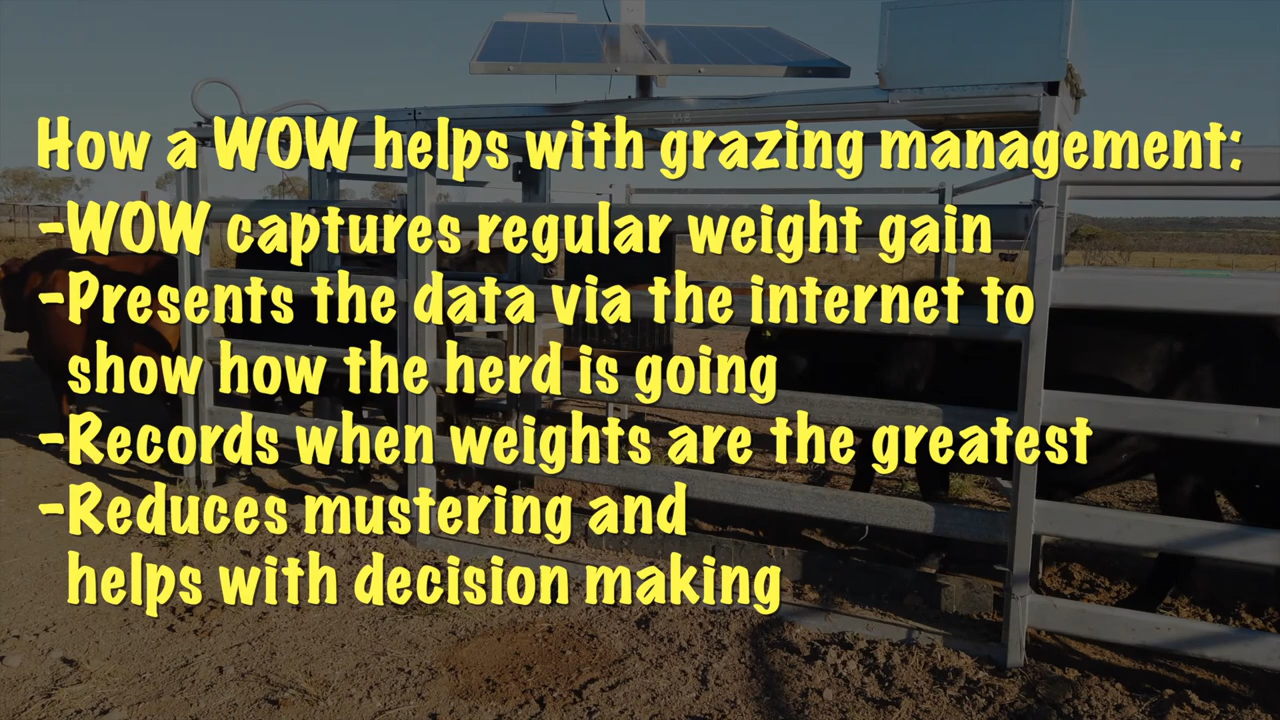 How a WOW helps with grazing management:
-WOW captures regular weight gain
-Presents the data via the internet to
show how the herd is going
-Records when weights are the greatest
-Reduces mustering and
helps with decision making